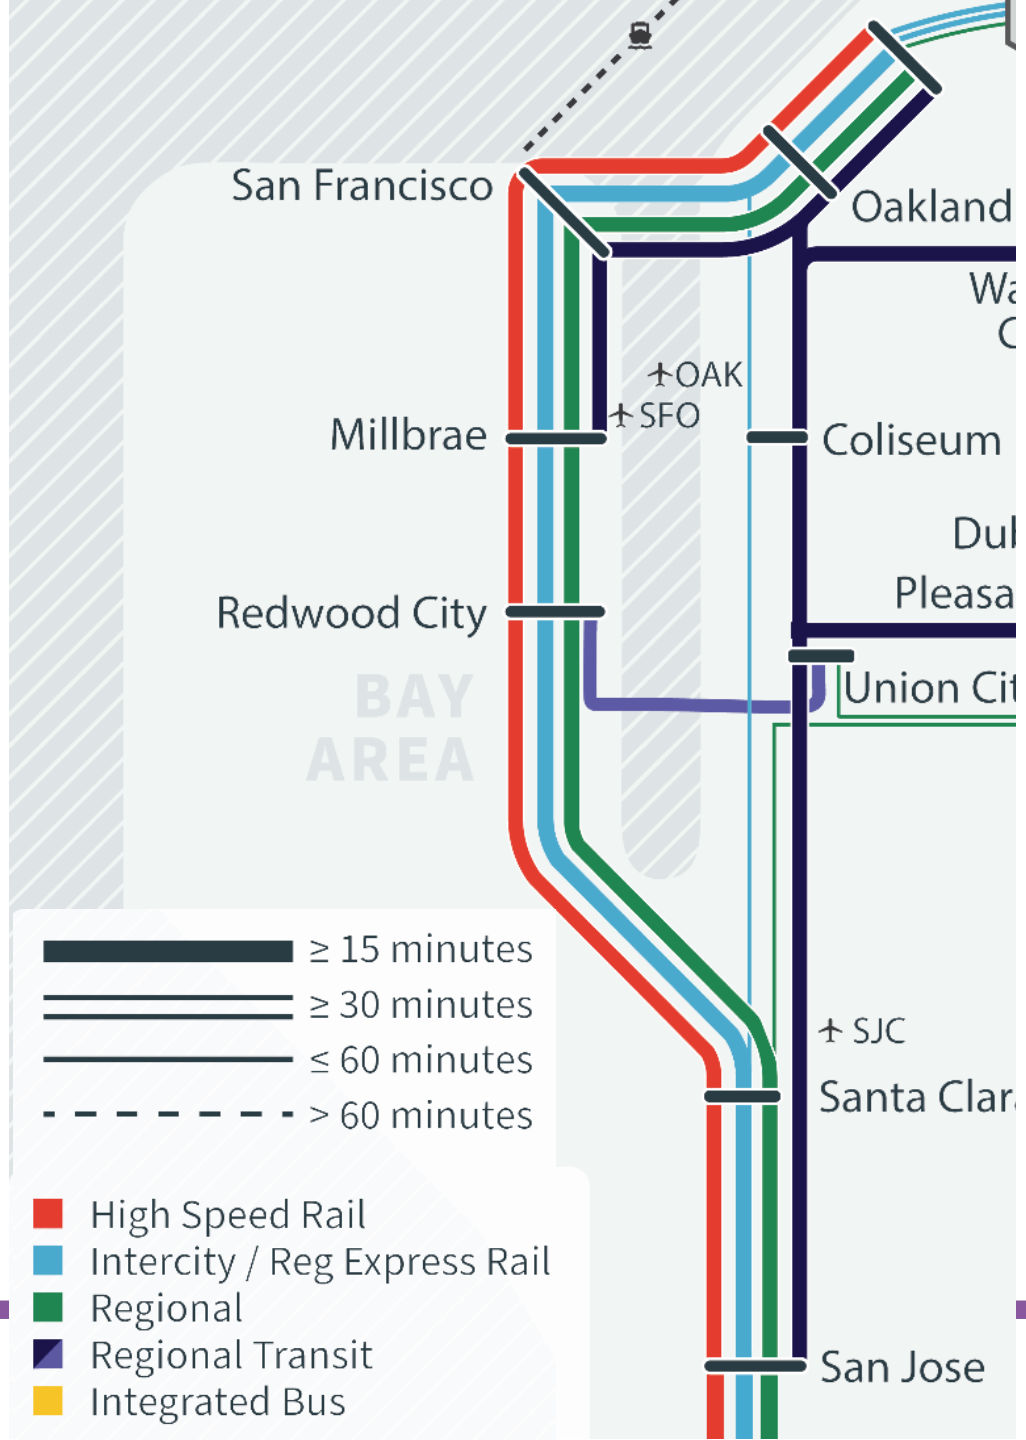 San Francisco
Oakland
OAK
SFO
Millbrae
Coliseum
Redwood City
Union Cit
BAY
AREA
SJC
Santa Clar
San Jose
≥ 15 minutes
≥ 30 minutes
≤ 60 minutes
> 60 minutes
High Speed Rail
Intercity / Reg Express Rail
Regional
Regional Transit
Integrated Bus